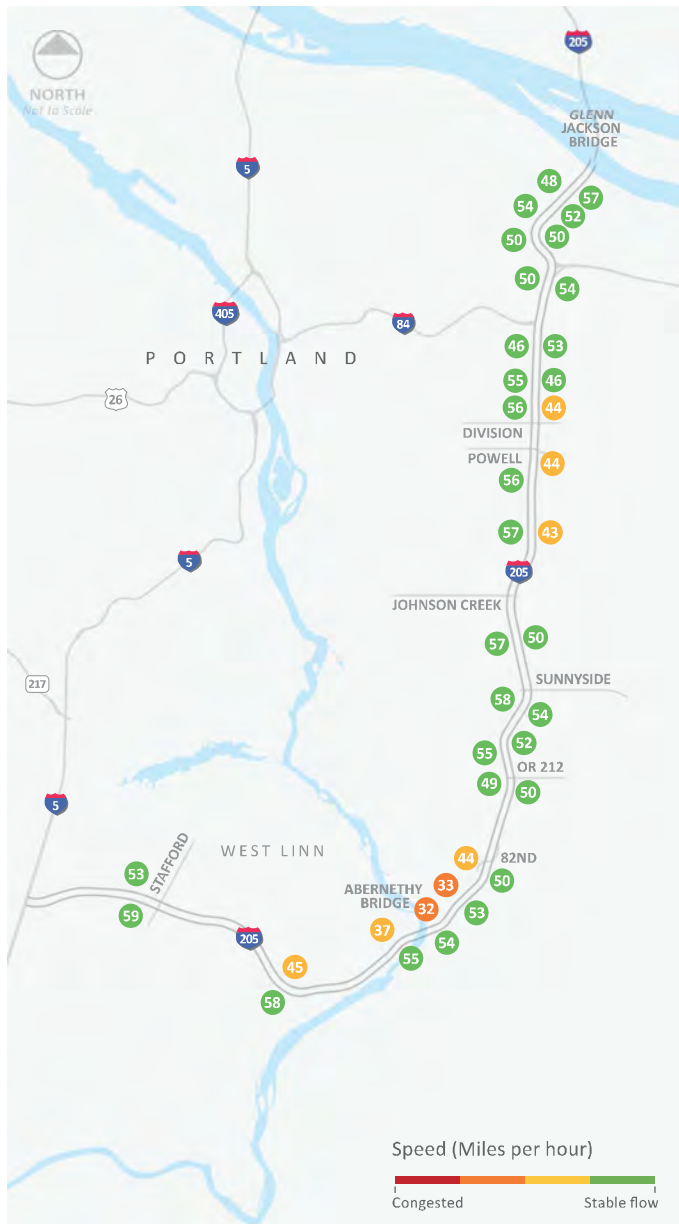 205
NORTH
Not to Scale
GLENN
JACKSON
BRIDGE
5
48
57
54
52
50
50
50
54
405
84
46
53
PORTLAND
55
46
26
56
44
DIVISION
POWELL
44
56
57
43
5
205
JOHNSON CREEK
57
50
217
SUNNYSIDE
58
54
52
55
OR 212
49
50
5
WEST LINN
44
82ND
STAFFORD
53
33
50
ABERNETHY
BRIDGE
32
53
59
37
205
54
55
45
58
Speed (Miles per hour)
Congested
Stable flow